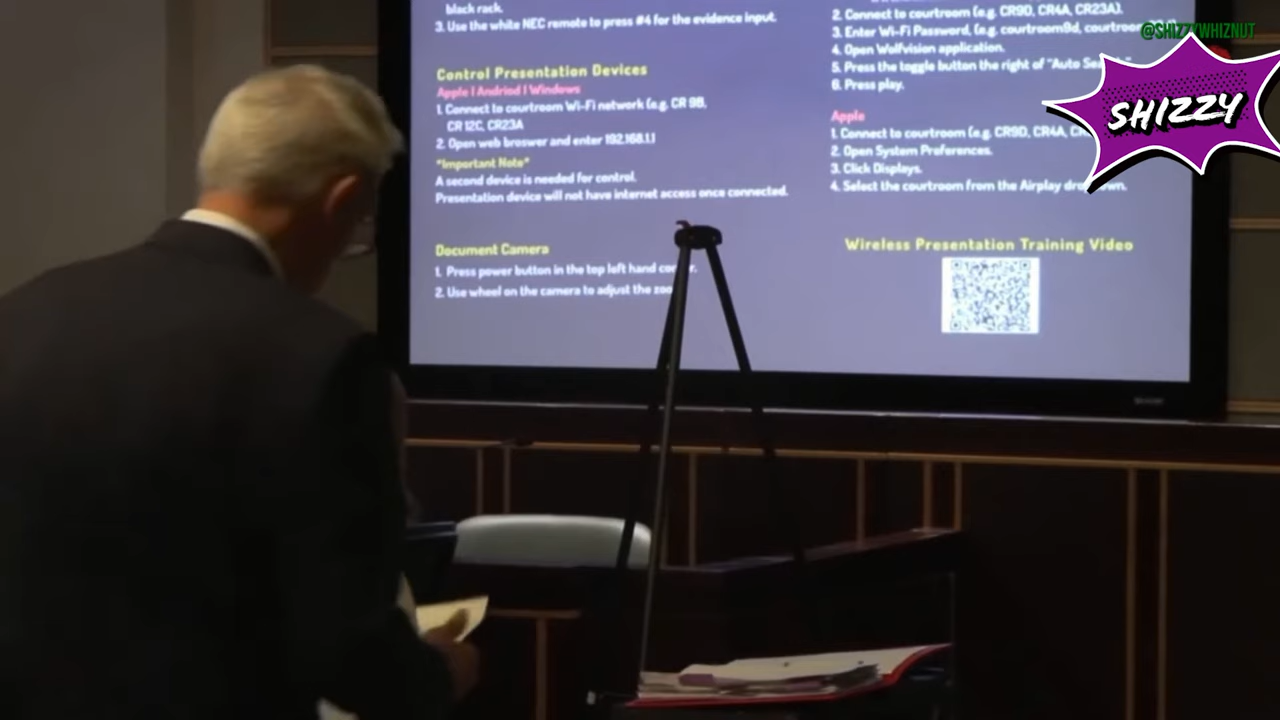 black rack.
3. Use the white NEC remote to press #4 for the evidence input.
Control Presentation Devices
Apple | Andriod | Windows
1. Connect to courtroom Wi-Fi network (e.g. CR 9B,
CR 12C, CR23A
2. Open web broswer and enter 192.168.1.1
*Important Note*
A second device is needed for control.
Presentation device will not have internet access once connected.
Document Camera
1. Press power button in the top left hand
2. Use wheel on the camera to adjust the
2. Connect to courtroom (e.g. CR9D, CR4A, CR23A).
3. Enter Wi-Fi Password, (e.g. courtroom9d,
4. Open Wolfvision application.
5. Press the toggle button the right of "Auto
6. Press play.
Apple
1. Connect to courtroom (e.g. CR9D, CR4A,
2. Open System Preferences.
3. Click Displays.
4. Select the courtroom from the Airplay
Wireless Presentation Training Video
@SHIZZYWHIZNUT
SHIZZY